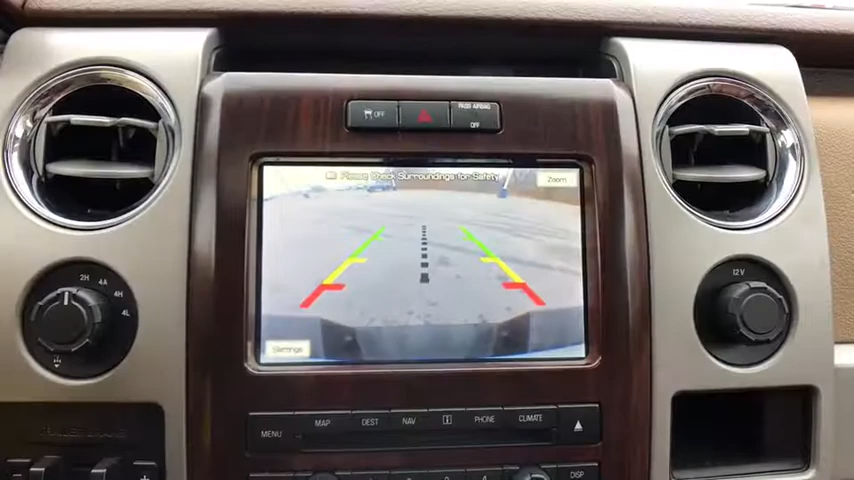 OFF
PASS AIRBAG
OFF
Please Check Surroundings for Safety
Zoom
2H
4A
4H
4L
12V
Settings
MENU
MAP
DEST
NAV
PHONE
CLIMATE
DISP